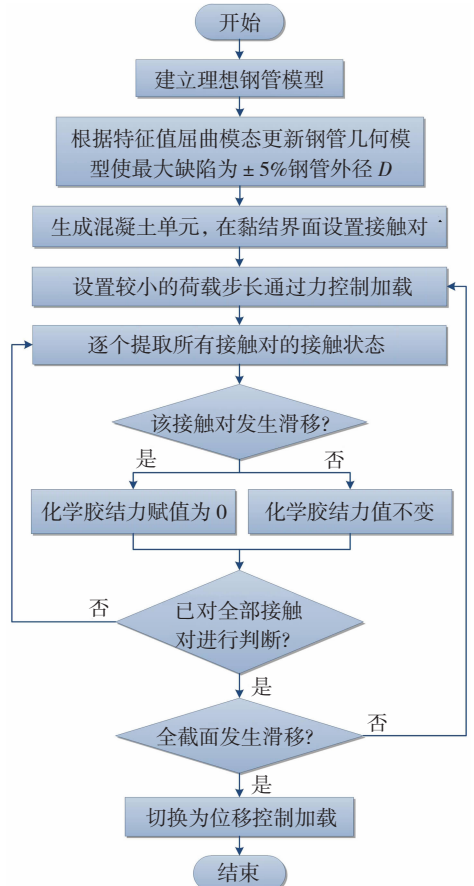 开始
建立理想钢管模型
根据特征值屈曲模态更新钢管几何模
型使最大缺陷为 ± 5%钢管外径 D
生成混凝土单元，在黏结界面设置接触对
设置较小的荷载步长通过力控制加载
逐个提取所有接触对的接触状态
该接触对发生滑移?
是
否
化学胶结力赋值为 0
化学胶结力值不变
否
已对全部接触
对进行判断?
是
全截面发生滑移?
否
是
切换为位移控制加载
结束